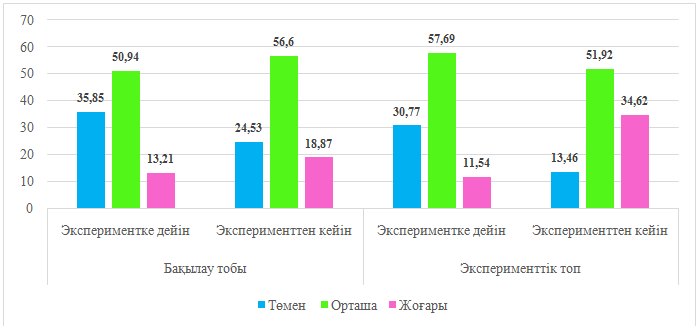 70
60
50
40
30
20
10
0
35,85
50,94
13,21
24,53
56,6
18,87
30,77
57,69
11,54
13,46
51,92
34,62
Экспериментке дейін
Эксперименттен кейін
Экспериментке дейін
Эксперименттен кейін
Бақылау тобы
Эксперименттік топ
Төмен
Орташа
Жоғары